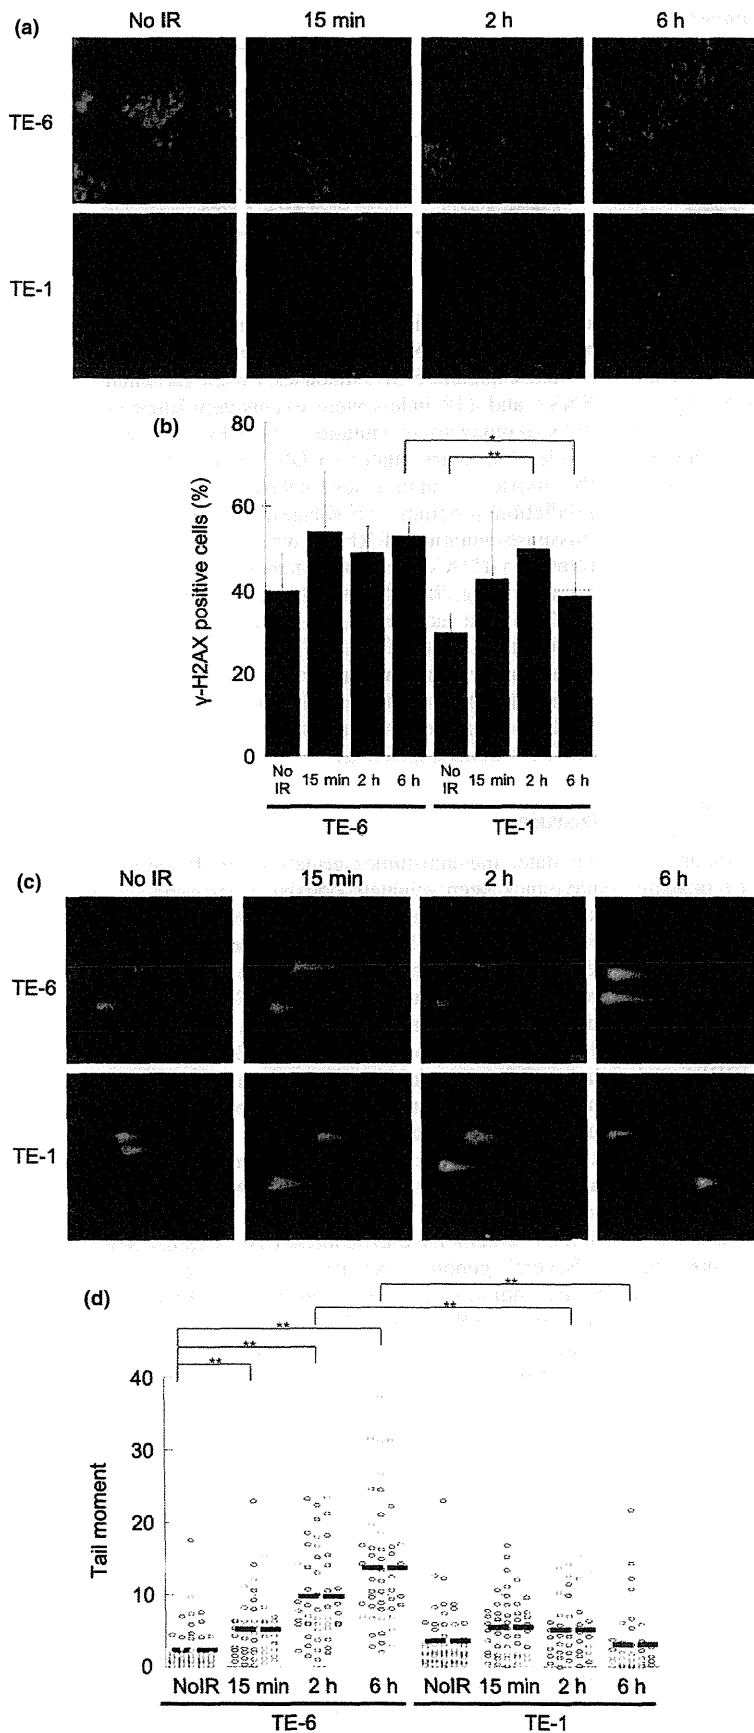 (a)
No IR 15 min 2 h 6 h
TE-6
TE-1
(b)
γ-H2AX positive cells (%)
80
60
40
20
0
*
**
No IR 15 min 2 h 6 h No IR 15 min 2 h 6 h
TE-6 TE-1
(c)
No IR 15 min 2 h 6 h
TE-6
TE-1
(d)
**
**
**
**
**
Tail moment
40
30
20
10
0
NoIR 15 min 2 h 6 h NoIR 15 min 2 h 6 h
TE-6 TE-1